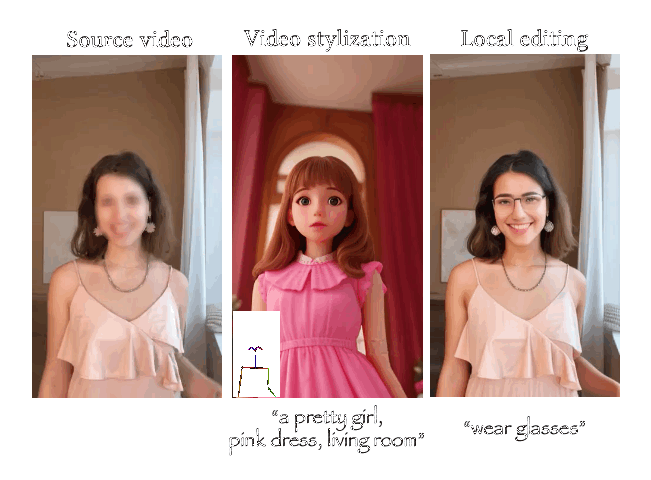 Source video
Video stylization
Local editing
"a pretty girl,
pink dress, living room"
"wear glasses"